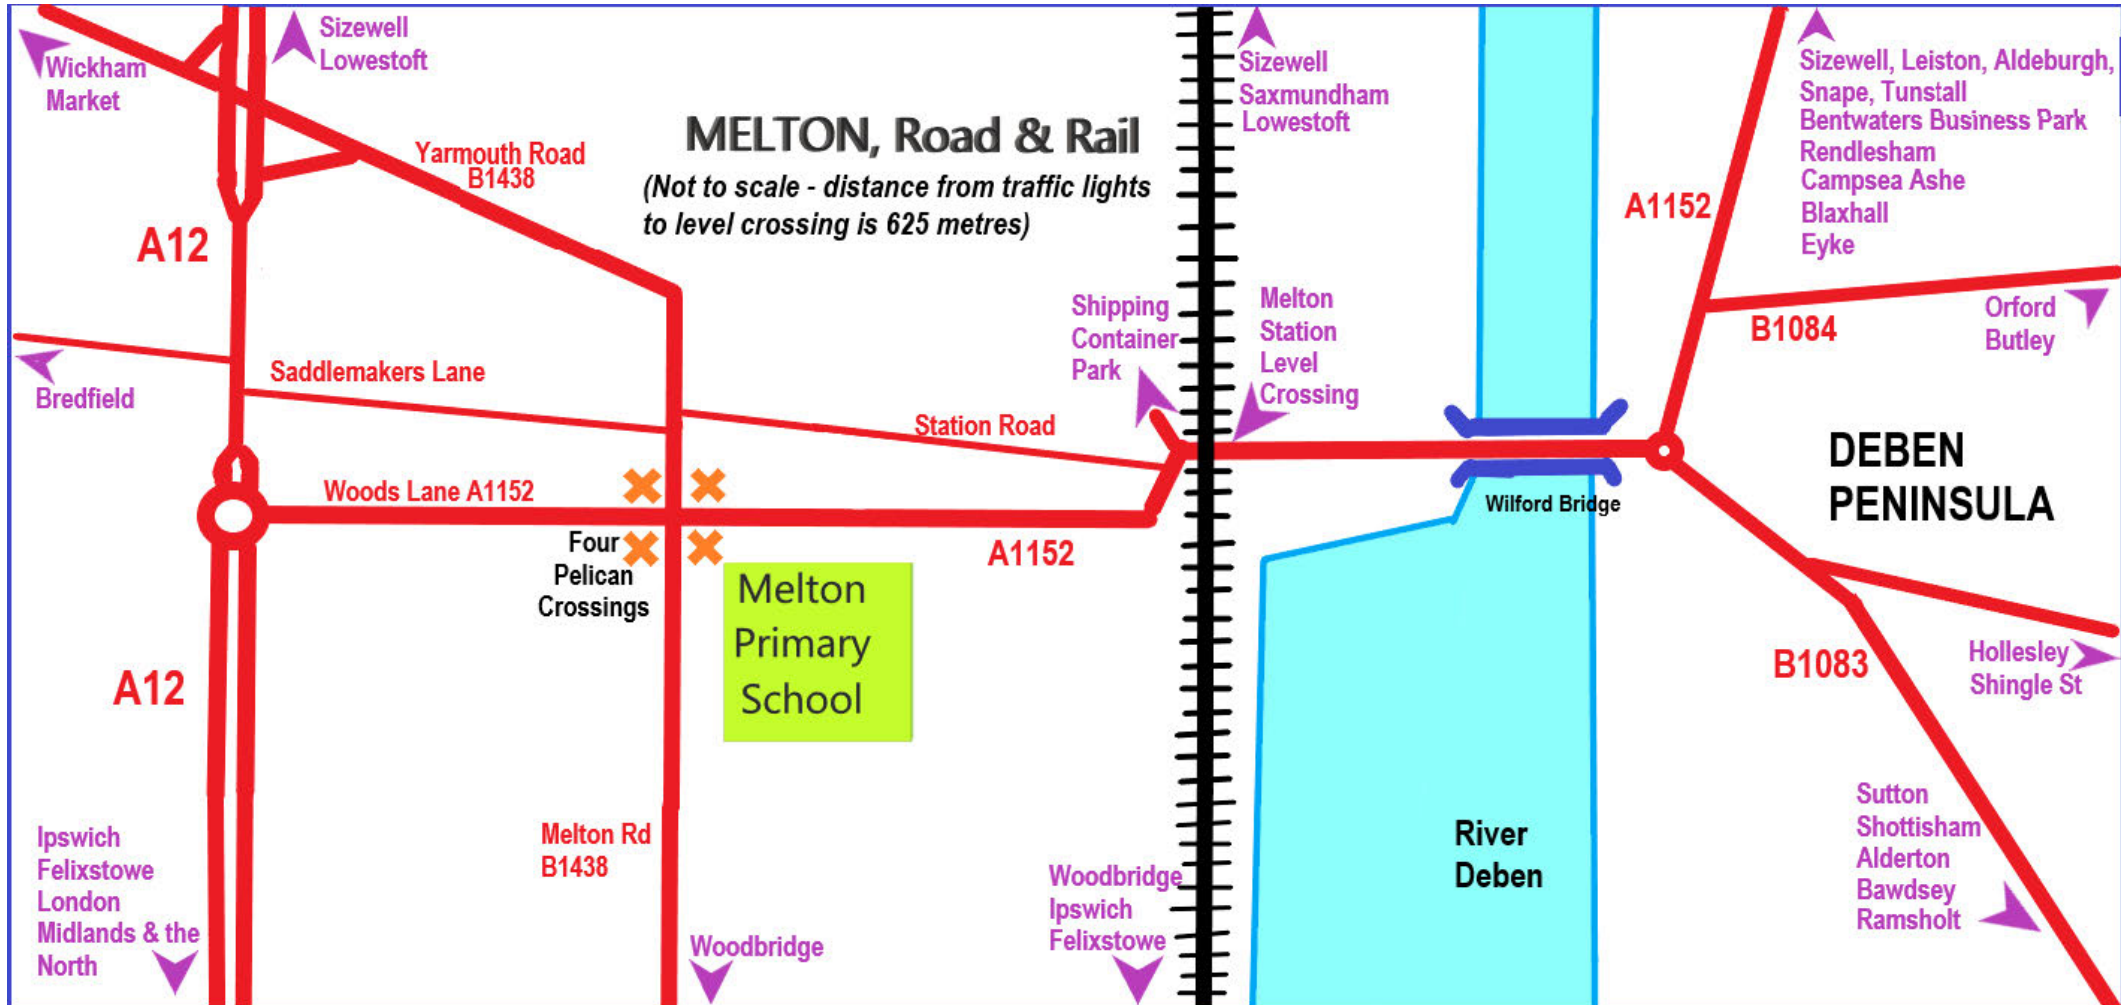 Wickham
Market
Sizewell
Lowestoft
Yarmouth Road
B1438
MELTON, Road & Rail
(Not to scale - distance from traffic lights
to level crossing is 625 metres)
Sizewell
Saxmundham
Lowestoft
Sizewell, Leiston, Aldeburgh,
Snape, Tunstall
Bentwaters Business Park
Rendlesham
Campsea Ashe
Blaxhall
Eyke
A12
A1152
Shipping
Container
Park
Melton
Station
Level
Crossing
B1084
Orford
Butley
Bredfield
Saddlemakers Lane
Station Road
DEBEN
PENINSULA
Woods Lane A1152
Wilford Bridge
Four
Pelican
Crossings
A1152
Melton
Primary
School
A12
B1083
Hollesley
Shingle St
Ipswich
Felixstowe
London
Midlands & the
North
Melton Rd
B1438
Woodbridge
Woodbridge
Ipswich
Felixstowe
River
Deben
Sutton
Shottisham
Alderton
Bawdsey
Ramsholt